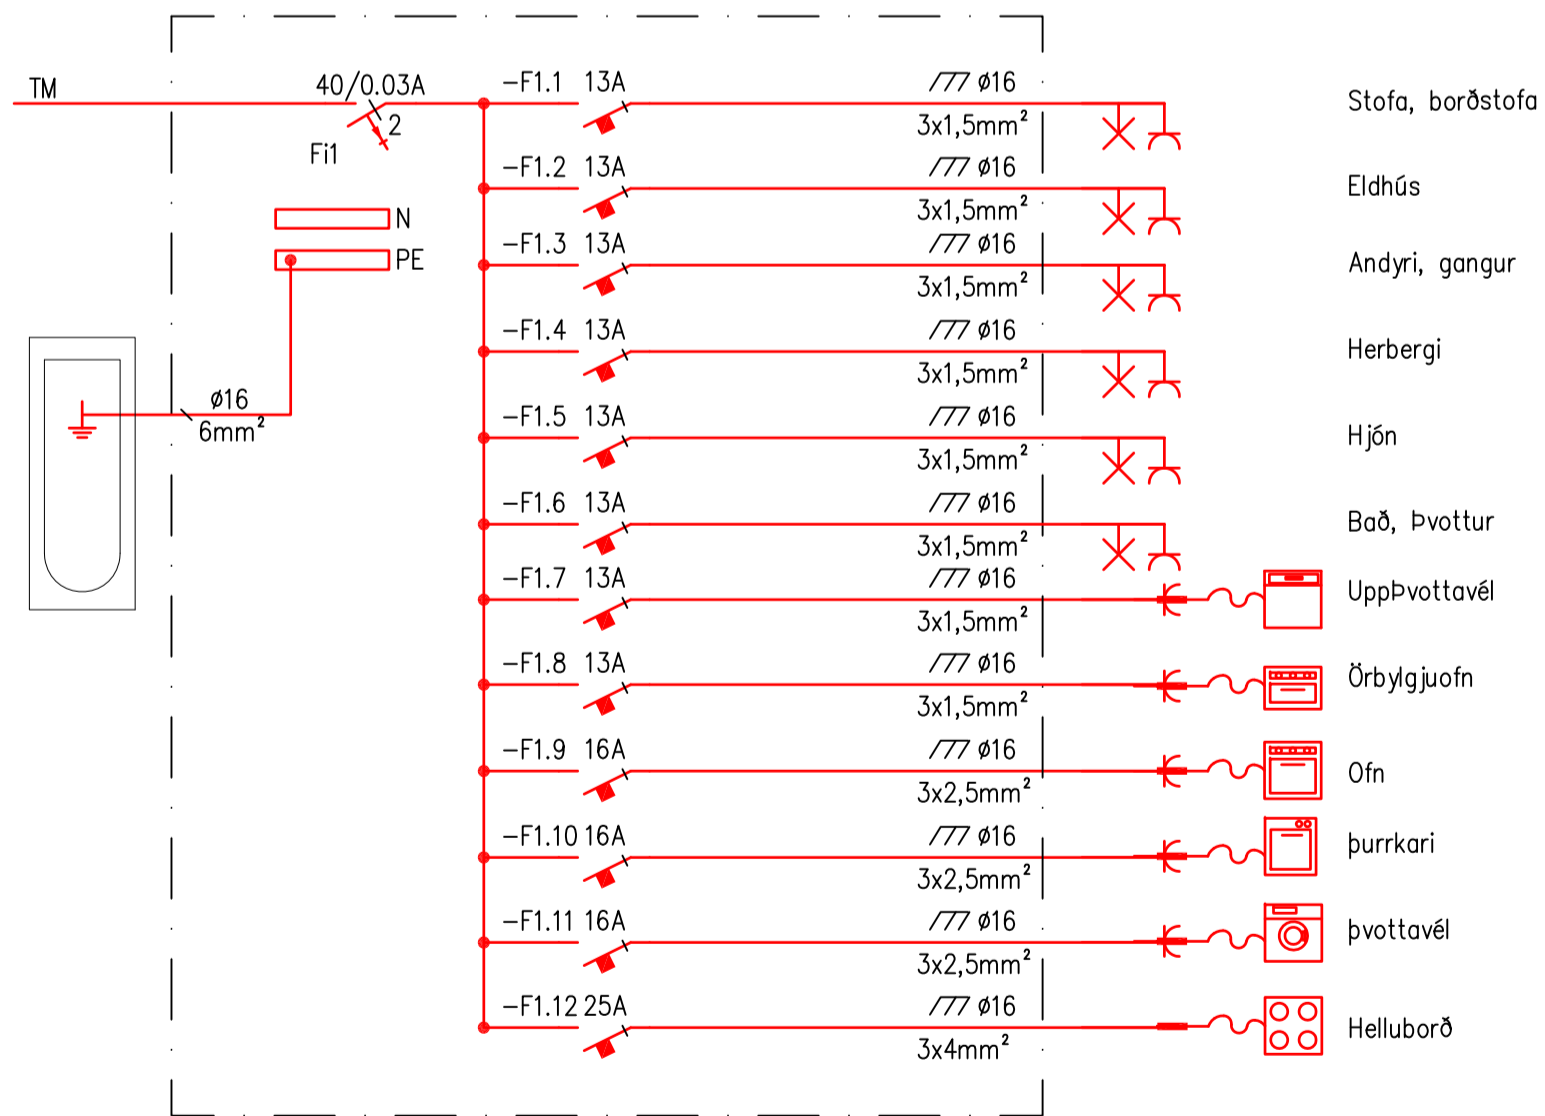 TM
40/0.03A
2
Fi1
N
PE
ø16
6mm²
-F1.1 13A ø16 Stofa, borðstofa
3x1,5mm²
-F1.2 13A ø16 Eldhús
3x1,5mm²
-F1.3 13A ø16 Andyri, gangur
3x1,5mm²
-F1.4 13A ø16 Herbergi
3x1,5mm²
-F1.5 13A ø16 Hjón
3x1,5mm²
-F1.6 13A ø16 Bað, Þvottur
3x1,5mm²
-F1.7 13A ø16 UppÞvottavél
3x1,5mm²
-F1.8 13A ø16 Örbylgjuofn
3x1,5mm²
-F1.9 16A ø16 Ofn
3x2,5mm²
-F1.10 16A ø16 þurrkari
3x2,5mm²
-F1.11 16A ø16 þvottavél
3x2,5mm²
-F1.12 25A ø16 Helluborð
3x4mm²